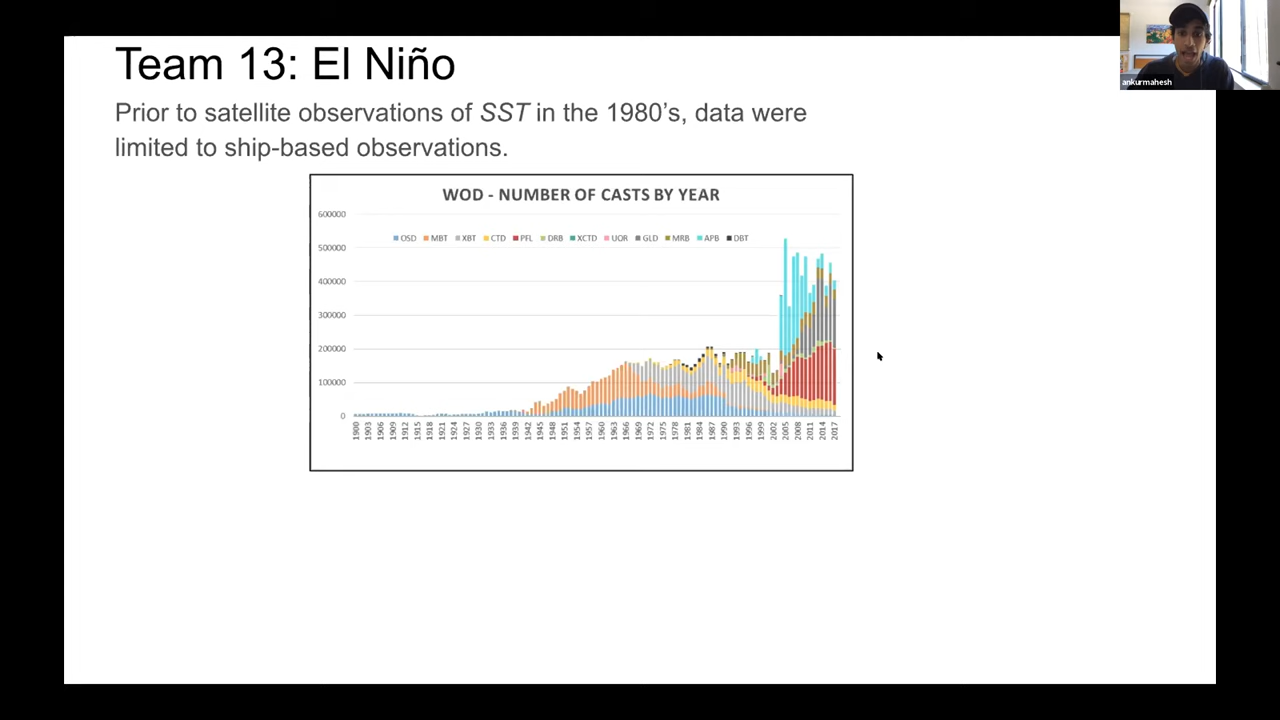 Team 13: El Niño
ankurmahesh
Prior to satellite observations of SST in the 1980's, data were
limited to ship-based observations.
WOD - NUMBER OF CASTS BY YEAR
600000
OSD MBT XBT CTD PFL DRB XCTD UOR GLD MRB APB DBT
500000
400000
300000
200000
100000
0
1900 1903 1906 1909 1912 1915 1918 1921 1924 1927 1930 1933 1936 1939 1942 1945 1948 1951 1954 1957 1960 1963 1966 1969 1972 1975 1978 1981 1984 1987 1990 1993 1996 1999 2002 2005 2008 2011 2014 2017